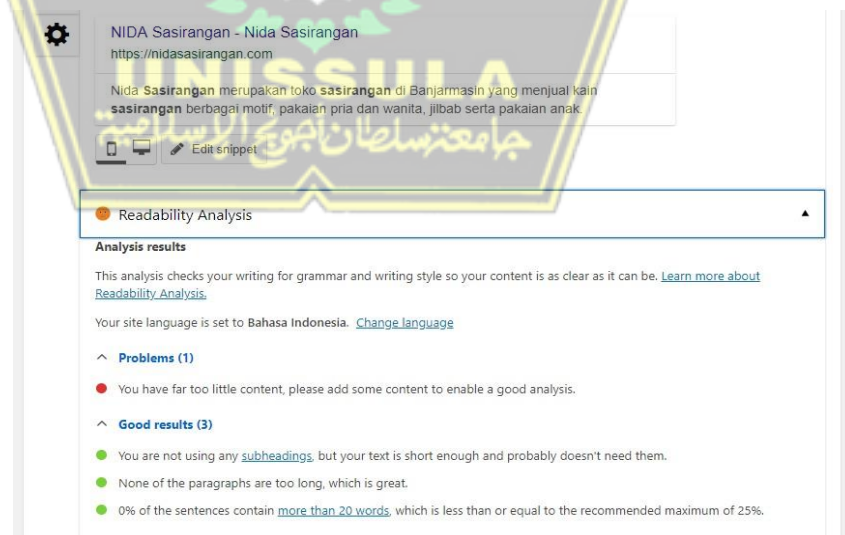 NIDA Sasirangan - Nida Sasirangan
https://nidasasirangan.com
UNISSULA
Nida Sasirangan merupakan toko sasirangan di Banjarmasin yang menjual kain
sasirangan berbagai motif, pakaian pria dan wanita, jilbab serta pakaian anak.
جامعتسلطان أجونج الإسلامية
Edit snippet
Readability Analysis
Analysis results
This analysis checks your writing for grammar and writing style so your content is as clear as it can be. Learn more about
Readability Analysis.
Your site language is set to Bahasa Indonesia. Change language
Problems (1)
You have far too little content, please add some content to enable a good analysis.
Good results (3)
You are not using any subheadings, but your text is short enough and probably doesn't need them.
None of the paragraphs are too long, which is great.
0% of the sentences contain more than 20 words, which is less than or equal to the recommended maximum of 25%.